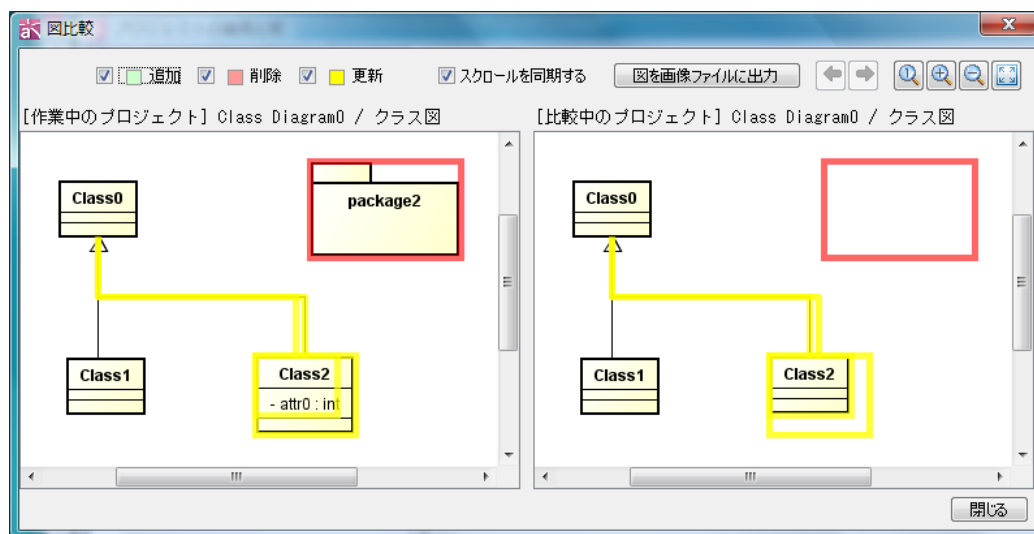 図比較
追加 削除 更新 スクロールを同期する 図を画像ファイルに出力
[作業中のプロジェクト] Class Diagram0 / クラス図
[比較中のプロジェクト] Class Diagram0 / クラス図
Class0
package2
Class1
Class2
- attr0 : int
Class0
Class1
Class2
閉じる